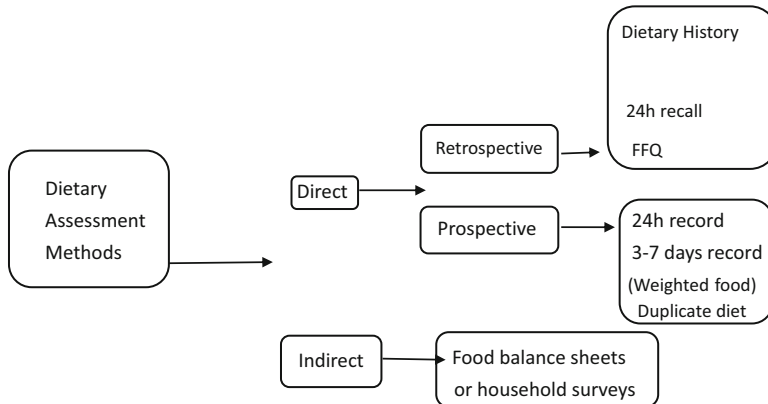 Dietary
Assessment
Methods
Direct
Retrospective
Dietary History
24h recall
FFQ
Prospective
24h record
3-7 days record
(Weighted food)
Duplicate diet
Indirect
Food balance sheets
or household surveys